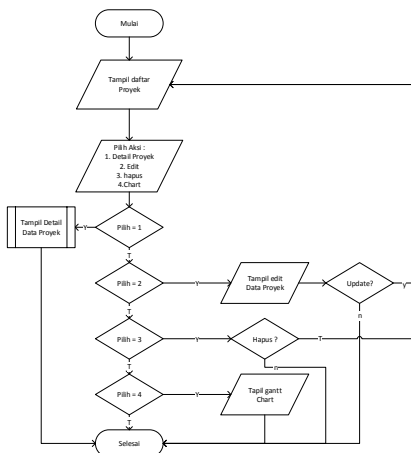 Mulai
Tampil daftar
Proyek
Pilih Aksi :
1. Detail Proyek
2. Edit
3. hapus
4.Chart
Tampil Detail
Data Proyek
Y
Pilih = 1
T
Pilih = 2
Y
Tampil edit
Data Proyek
Update?
y
T
n
Pilih = 3
Y
Hapus ?
T
T
n
Pilih = 4
Y
Tapil gantt
Chart
T
Selesai